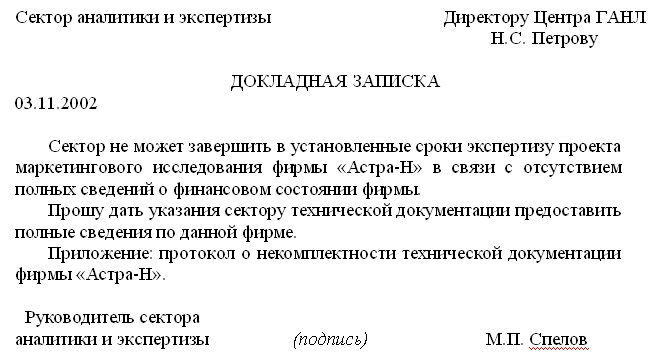 Сектор аналитики и экспертизы Директору Центра ГАНЛ
Н.С. Петрову
ДОКЛАДНАЯ ЗАПИСКА
03.11.2002
Сектор не может завершить в установленные сроки экспертизу проекта
маркетингового исследования фирмы «Астра-Н» в связи с отсутствием
полных сведений о финансовом состоянии фирмы.
Прошу дать указания сектору технической документации предоставить
полные сведения по данной фирме.
Приложение: протокол о некомплектности технической документации
фирмы «Астра-Н».
Руководитель сектора
аналитики и экспертизы (подпись) М.П. Спелов